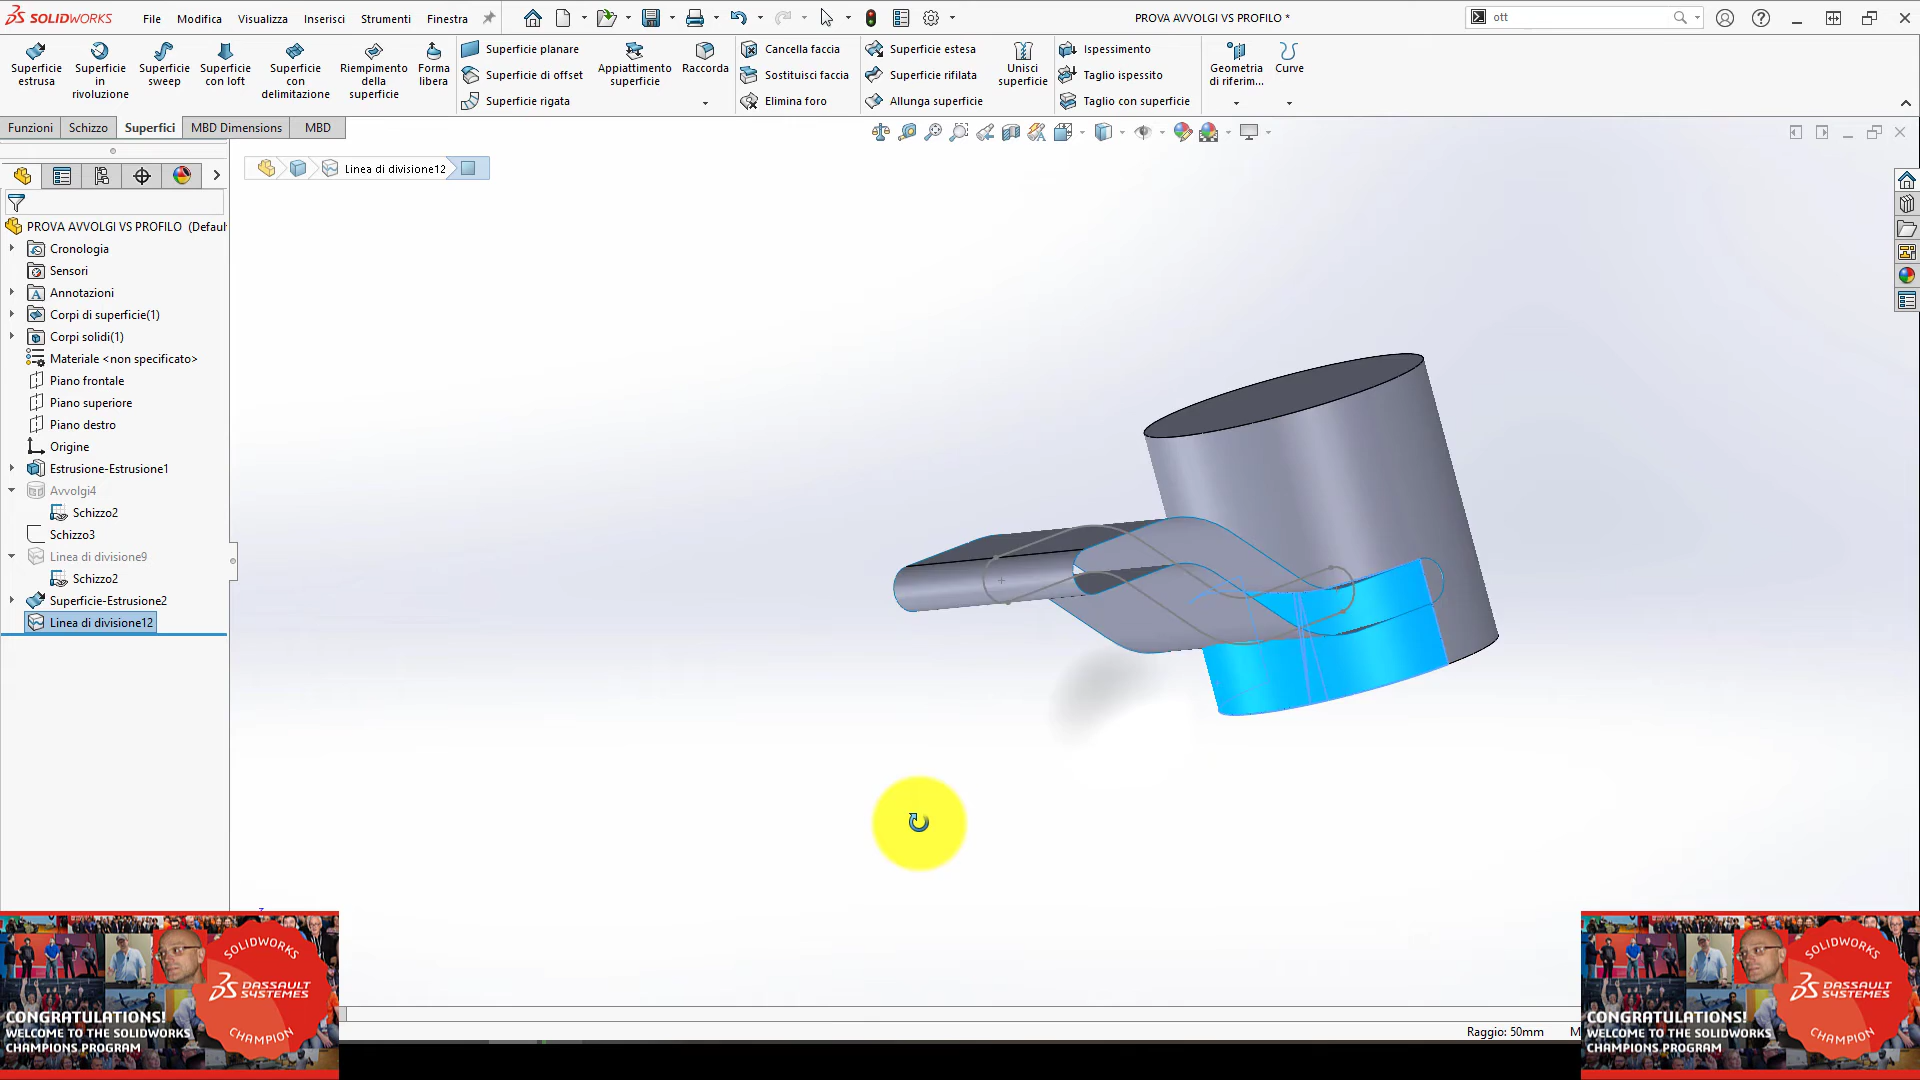 SOLIDWORKS
File
Modifica
Visualizza
Inserisci
Strumenti
Finestra
PROVA AVVOLGI VS PROFILO *
ott
Superficie estrusa
Superficie in rivoluzione
Superficie sweep
Superficie con loft
Superficie con delimitazione
Riempimento della superficie
Forma libera
Superficie planare
Superficie di offset
Superficie rigata
Appiattimento superficie
Raccorda
Cancella faccia
Sostituisci faccia
Elimina foro
Superficie estesa
Superficie rifilata
Allunga superficie
Unisci superficie
Ispessimento
Taglio ispettito
Taglio con superficie
Geometria di riferim...
Curve
Funzioni
Schizzo
Superfici
MBD Dimensions
MBD
Linea di divisione12
PROVA AVVOLGI VS PROFILO (Defaul
Cronologia
Sensori
Annotazioni
Corpi di superficie(1)
Corpi solidi(1)
Materiale <non specificato>
Piano frontale
Piano superiore
Piano destro
Origine
Estrusione-Estrusione1
Avvolgi4
Schizzo2
Schizzo3
Linea di divisione9
Schizzo2
Superficie-Estrusione2
Linea di divisione12
Raggio: 50mm
M
SOLIDWORKS
DASSAULT SYSTEMES
CHAMPION
CONGRATULATIONS!
WELCOME TO THE SOLIDWORKS
CHAMPIONS PROGRAM
SOLIDWORKS
DASSAULT SYSTEMES
CHAMPION
CONGRATULATIONS!
WELCOME TO THE SOLIDWORKS
CHAMPIONS PROGRAM